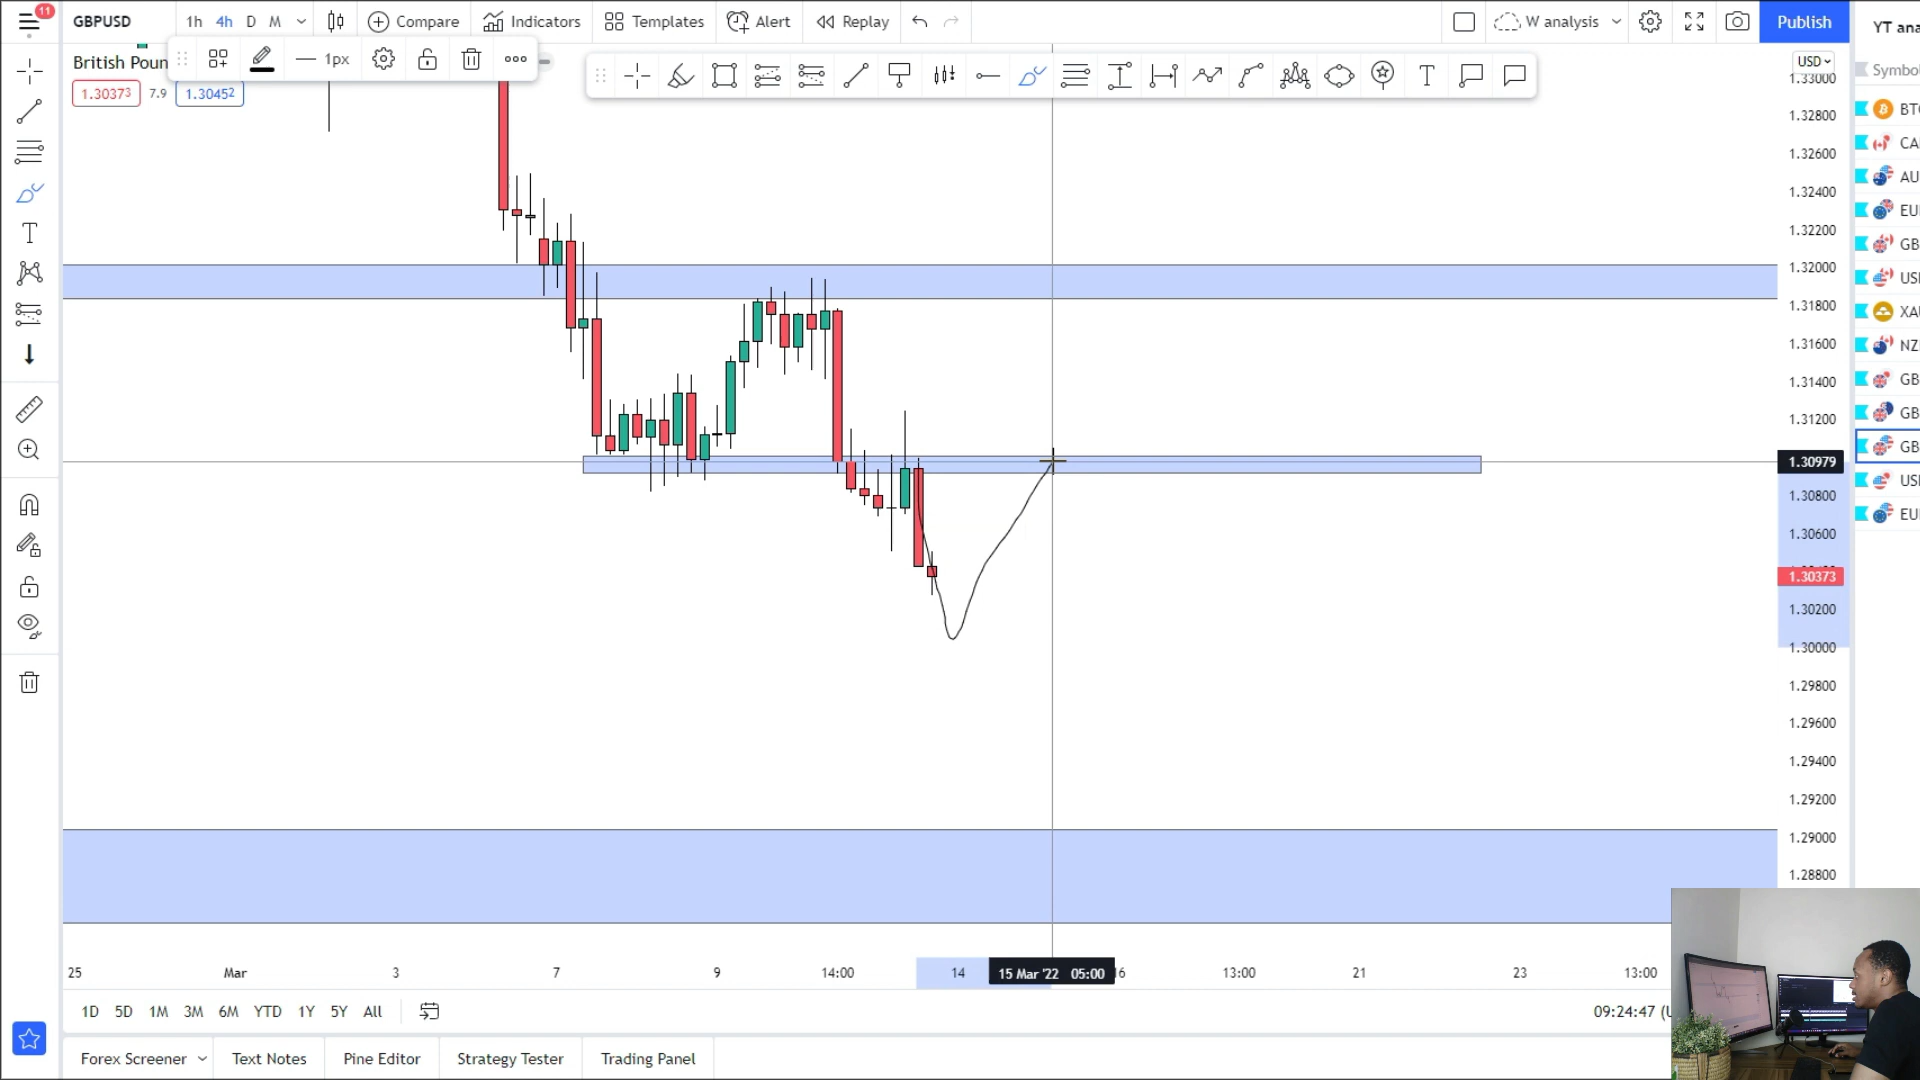 11
GBPUSD
1h 4h D M
Compare
Indicators
Templates
Alert
Replay
W analysis
Publish
YT ana
British Poun
1px
USD
Symbol
1.30373 7.9 1.30452
1.33000
1.32800
1.32600
1.32400
1.32200
1.32000
1.31800
1.31600
1.31400
1.31200
1.30979
1.30800
1.30600
1.30373
1.30200
1.30000
1.29800
1.29600
1.29400
1.29200
1.29000
1.28800
BT
CA
AU
EU
GB
USI
XAU
NZ
GB
GB
GB
USI
EU
25 Mar 3 7 9 14:00 14 15 Mar '22 05:00 16 13:00 21 23 13:00
1D 5D 1M 3M 6M YTD 1Y 5Y All
09:24:47 (U
Forex Screener Text Notes Pine Editor Strategy Tester Trading Panel